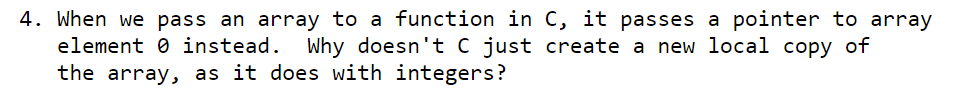 4. When we pass an array to a function in C, it passes a pointer to array
element 0 instead.  Why doesn't C just create a new local copy of
the array, as it does with integers?